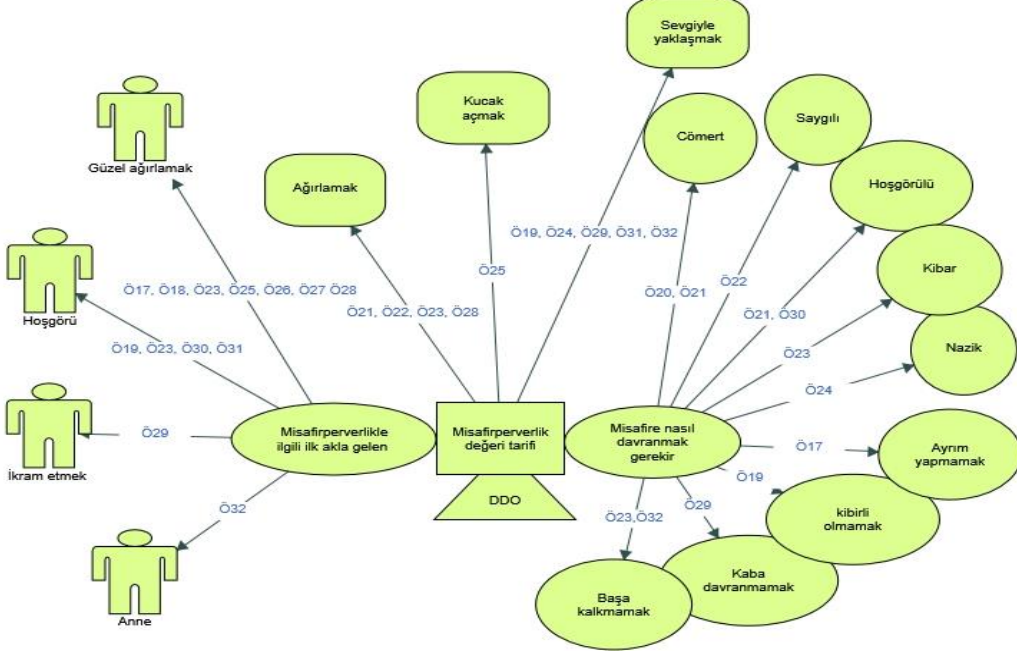 Sevgiyle
yaklaşmak
Kucak
açmak
Cömert
Saygılı
Güzel ağırlamak
Ağırlamak
Hoşgörülü
Ö19, Ö24, Ö29, Ö31, Ö32
Kibar
Ö25
Ö22
Ö17, Ö18, Ö23, Ö25, Ö26, Ö27 Ö28
Ö20, Ö21
Ö21, Ö22, Ö23, Ö28
Ö21, Ö30
Hoşgörü
Ö19, Ö23, Ö30, Ö31
Ö23
Nazik
Ö24
Ö29
Misafirperverlikle
ilgili ilk akla gelen
Misafirperverlik
değeri tarifi
Misafire nasıl
davranmak
gerekir
Ö17
Ayrım
yapmamak
İkram etmek
Ö19
DDO
Ö32
Ö23,Ö32
Ö29
kibirli
olmamak
Kaba
davranmamak
Başa
kalkmamak
Anne